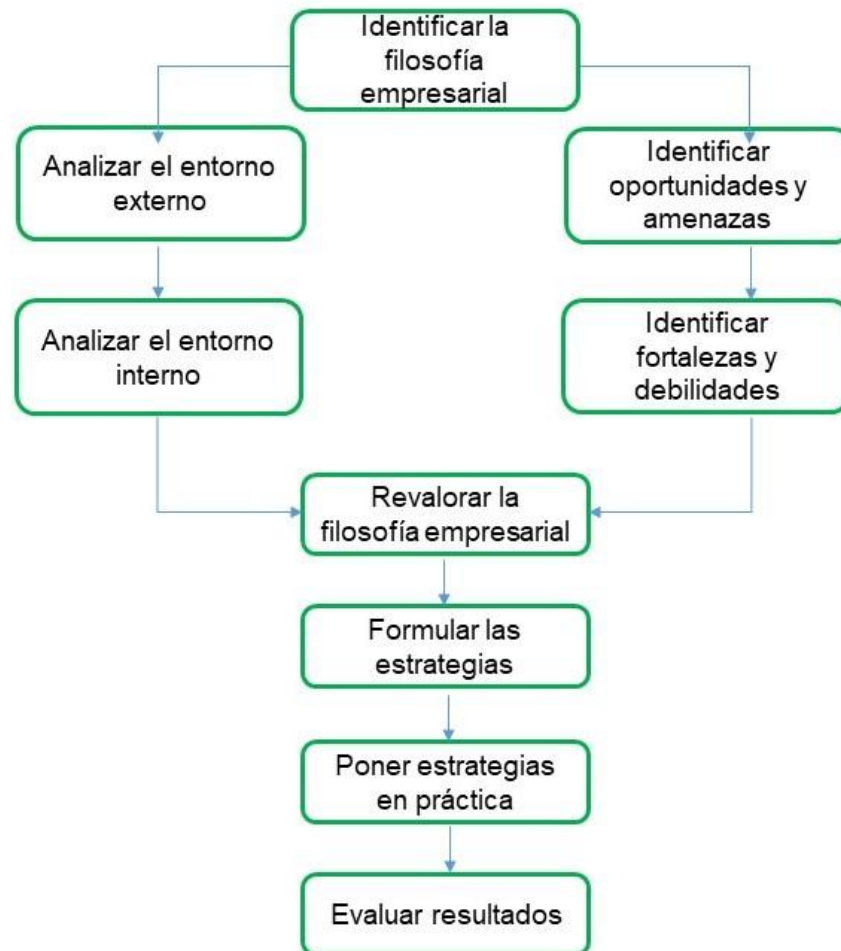 Identificar la
filosofía
empresarial
Analizar el entorno
externo
Identificar
oportunidades y
amenazas
Analizar el entorno
interno
Identificar
fortalezas y
debilidades
Revalorar la
filosofía empresarial
Formular las
estrategias
Poner estrategias
en práctica
Evaluar resultados